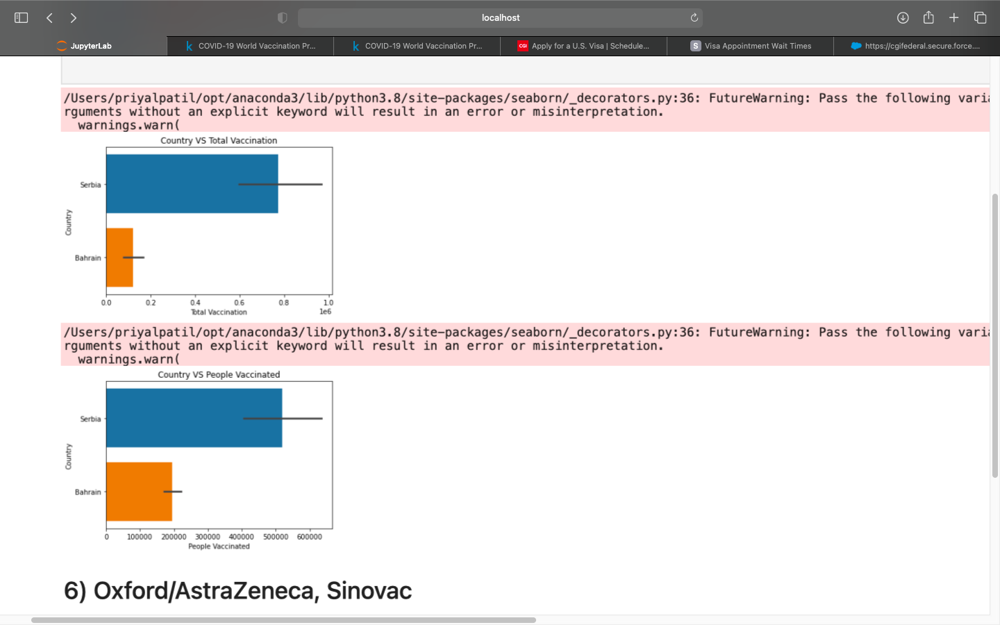 localhost
JupyterLab
COVID-19 World Vaccination Pr...
COVID-19 World Vaccination Pr...
CGI
Apply for a U.S. Visa | Schedule...
S
Visa Appointment Wait Times
https://cgifederal.secure.force....
/Users/priyalpatil/opt/anaconda3/lib/python3.8/site-packages/seaborn/_decorators.py:36: FutureWarning: Pass the following varia
rguments without an explicit keyword will result in an error or misinterpretation.
warnings.warn(
Country VS Total Vaccination
Serbia
Country
Bahrain
0.0 0.2 0.4 0.6 0.8 1.0
Total Vaccination
1e6
/Users/priyalpatil/opt/anaconda3/lib/python3.8/site-packages/seaborn/_decorators.py:36: FutureWarning: Pass the following varia
rguments without an explicit keyword will result in an error or misinterpretation.
warnings.warn(
Country VS People Vaccinated
Serbia
Country
Bahrain
0 100000 200000 300000 400000 500000 600000
People Vaccinated
6) Oxford/AstraZeneca, Sinovac